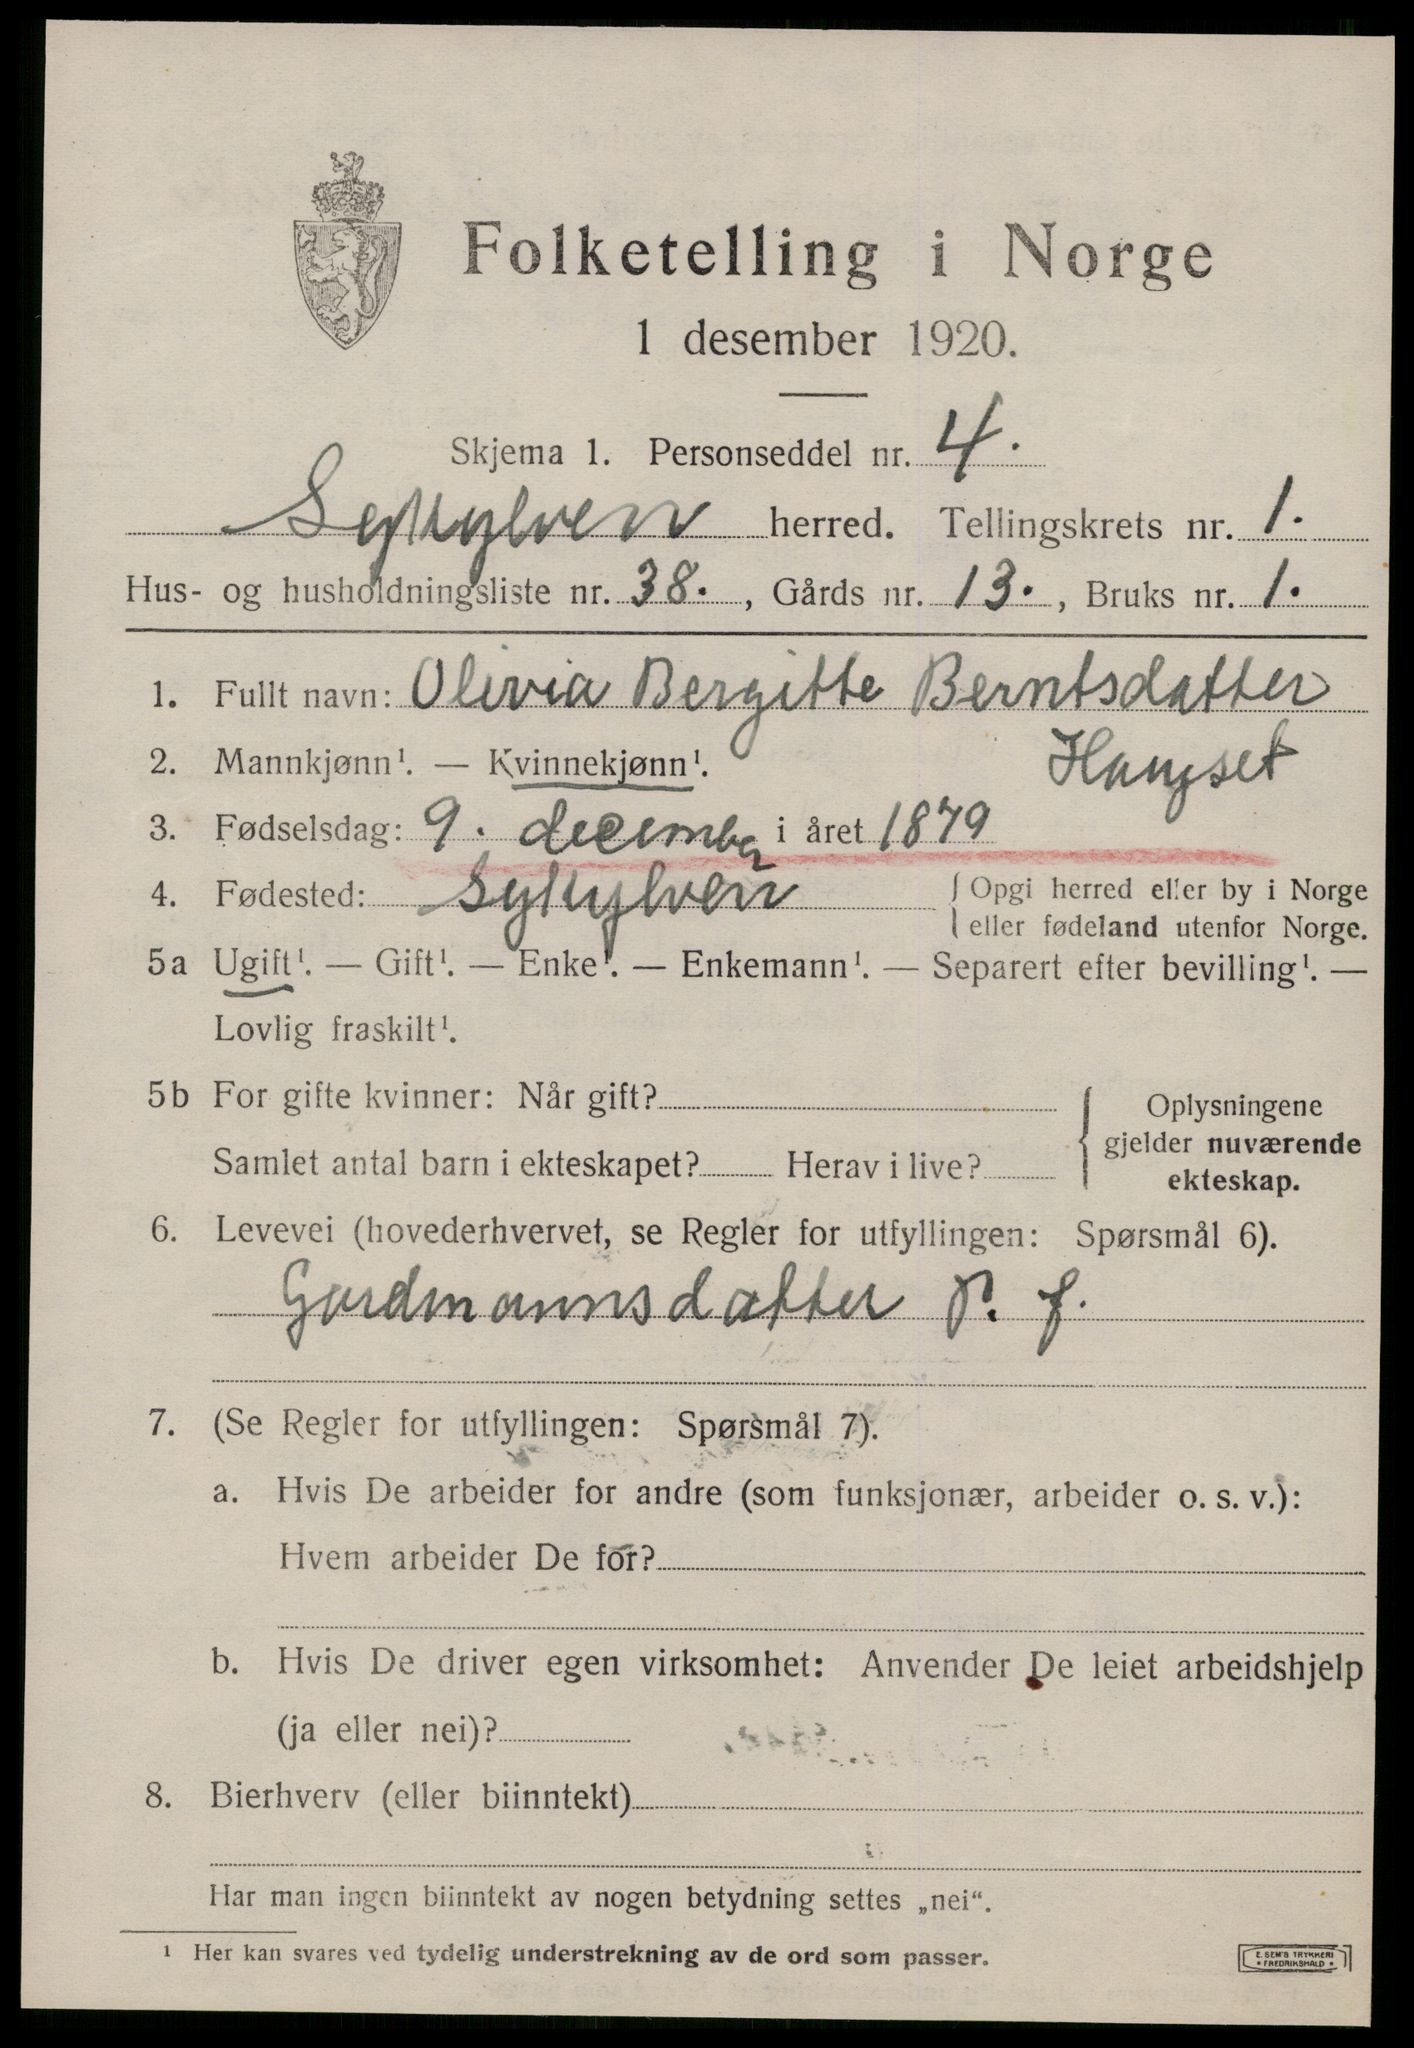 Folketelling i Norge
1 desember 1920.
Skjema 1. Personseddel nr. 4.
Sykkylven herred. Tellingskrets nr. 1.
Hus- og husholdningsliste nr. 38. , Gårds nr. 13. , Bruks nr. 1.
1. Fullt navn: Olivia Bergitte Berntsdatter
Haugset
2. Mannkjønn¹. — Kvinnekjønn¹.
3. Fødselsdag: 9. december i året 1879
4. Fødested: Sykkylven { Opgi herred eller by i Norge
eller fødeland utenfor Norge.
5a Ugift¹. — Gift¹. — Enke¹. — Enkemann¹. — Separert efter bevilling¹. —
Lovlig fraskilt¹.
5b For gifte kvinner: Når gift?
Samlet antal barn i ekteskapet? Herav i live?
{ Oplysningene
gjelder nuværende
ekteskap.
6. Levevei (hovederhvervet, se Regler for utfyllingen: Spørsmål 6).
Gardmannsdatter P. f.
7. (Se Regler for utfyllingen: Spørsmål 7).
a. Hvis De arbeider for andre (som funksjonær, arbeider o. s. v.):
Hvem arbeider De for?
b. Hvis De driver egen virksomhet: Anvender De leiet arbeidshjelp
(ja eller nei)?
8. Bierhverv (eller biinntekt)
Har man ingen biinntekt av nogen betydning settes „nei“.
¹ Her kan svares ved tydelig understrekning av de ord som passer.
E. SEM'S TRYKKERI
• FREDRIKSHALD •